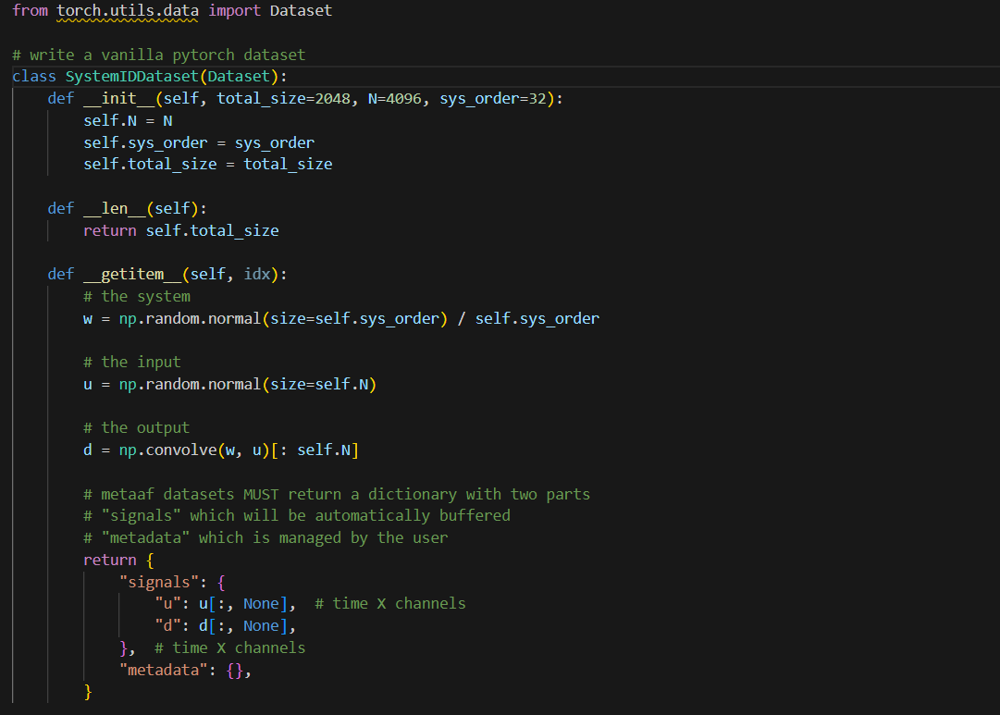 from torch.utils.data import Dataset

# write a vanilla pytorch dataset
class SystemIDDataset(Dataset):
    def __init__(self, total_size=2048, N=4096, sys_order=32):
        self.N = N
        self.sys_order = sys_order
        self.total_size = total_size

    def __len__(self):
        return self.total_size

    def __getitem__(self, idx):
        # the system
        w = np.random.normal(size=self.sys_order) / self.sys_order

        # the input
        u = np.random.normal(size=self.N)

        # the output
        d = np.convolve(w, u)[: self.N]

        # metaaf datasets MUST return a dictionary with two parts
        # "signals" which will be automatically buffered
        # "metadata" which is managed by the user
        return {
            "signals": {
                "u": u[:, None],  # time X channels
                "d": d[:, None],
            },  # time X channels
            "metadata": {},
        }